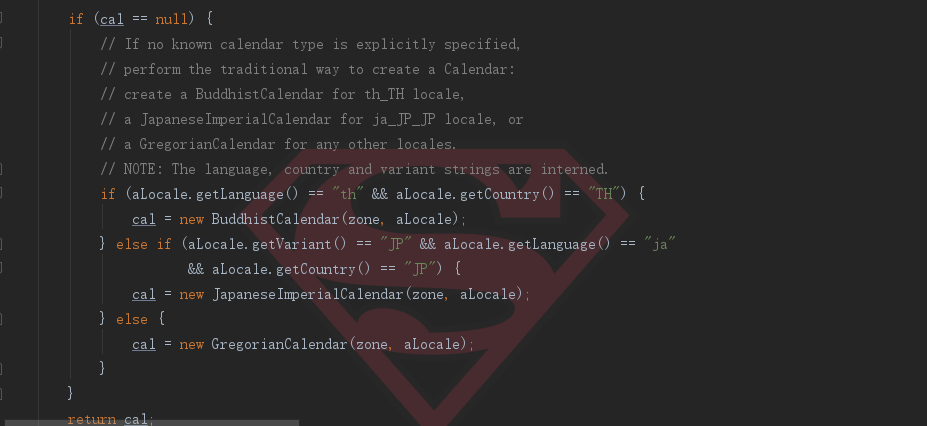 if (cal == null) {
// If no known calendar type is explicitly specified,
// perform the traditional way to create a Calendar:
// create a BuddhistCalendar for th_TH locale,
// a JapaneseImperialCalendar for ja_JP_JP locale, or
// a GregorianCalendar for any other locales.
// NOTE: The language, country and variant strings are interned.
if (aLocale.getLanguage() == "th" && aLocale.getCountry() == "TH") {
cal = new BuddhistCalendar(zone, aLocale);
} else if (aLocale.getVariant() == "JP" && aLocale.getLanguage() == "ja"
&& aLocale.getCountry() == "JP") {
cal = new JapaneseImperialCalendar(zone, aLocale);
} else {
cal = new GregorianCalendar(zone, aLocale);
}
}
return cal;